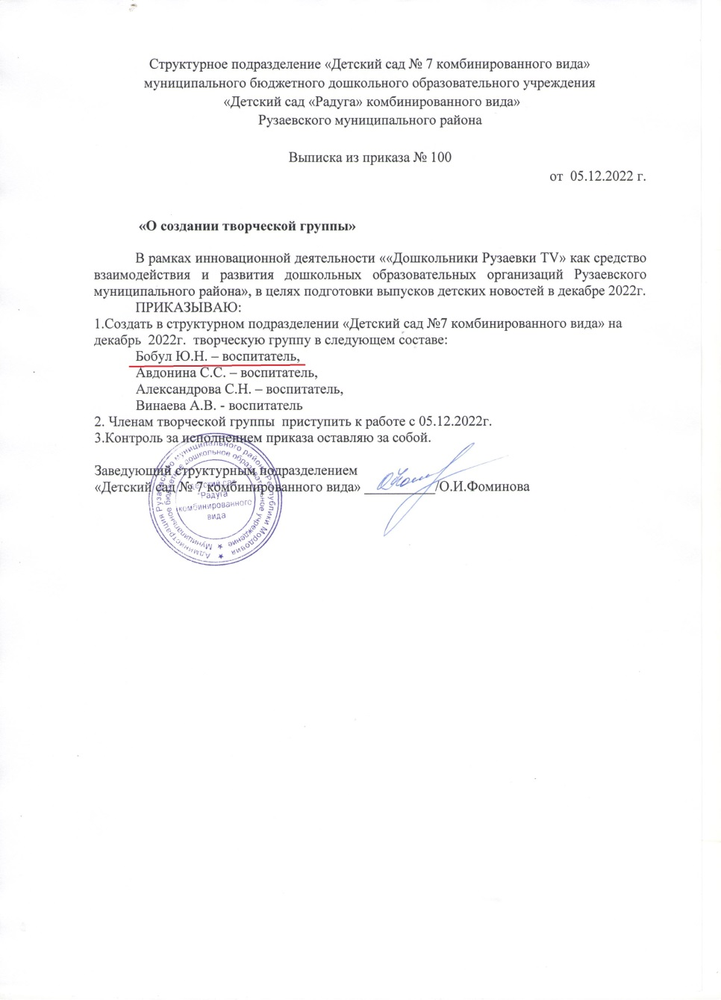 Структурное подразделение «Детский сад № 7 комбинированного вида»
муниципального бюджетного дошкольного образовательного учреждения
«Детский сад «Радуга» комбинированного вида»
Рузаевского муниципального района
Выписка из приказа № 100
от 05.12.2022 г.
«О создании творческой группы»
В рамках инновационной деятельности ««Дошкольники Рузаевки TV» как средство
взаимодействия и развития дошкольных образовательных организаций Рузаевского
муниципального района», в целях подготовки выпусков детских новостей в декабре 2022г.
ПРИКАЗЫВАЮ:
1.Создать в структурном подразделении «Детский сад №7 комбинированного вида» на
декабрь 2022г. творческую группу в следующем составе:
Бобул Ю.Н. – воспитатель,
Авдонина С.С. – воспитатель,
Александрова С.Н. – воспитатель,
Винаева А.В. - воспитатель
2. Членам творческой группы приступить к работе с 05.12.2022г.
3.Контроль за исполнением приказа оставляю за собой.
Заведующий структурным подразделением
«Детский сад № 7 комбинированного вида» __________/О.И.Фоминова
Администрация Рузаевского муниципального района Республики Мордовия
Муниципальное бюджетное дошкольное образовательное учреждение
"Детский сад
"Радуга
комбинированного
вида